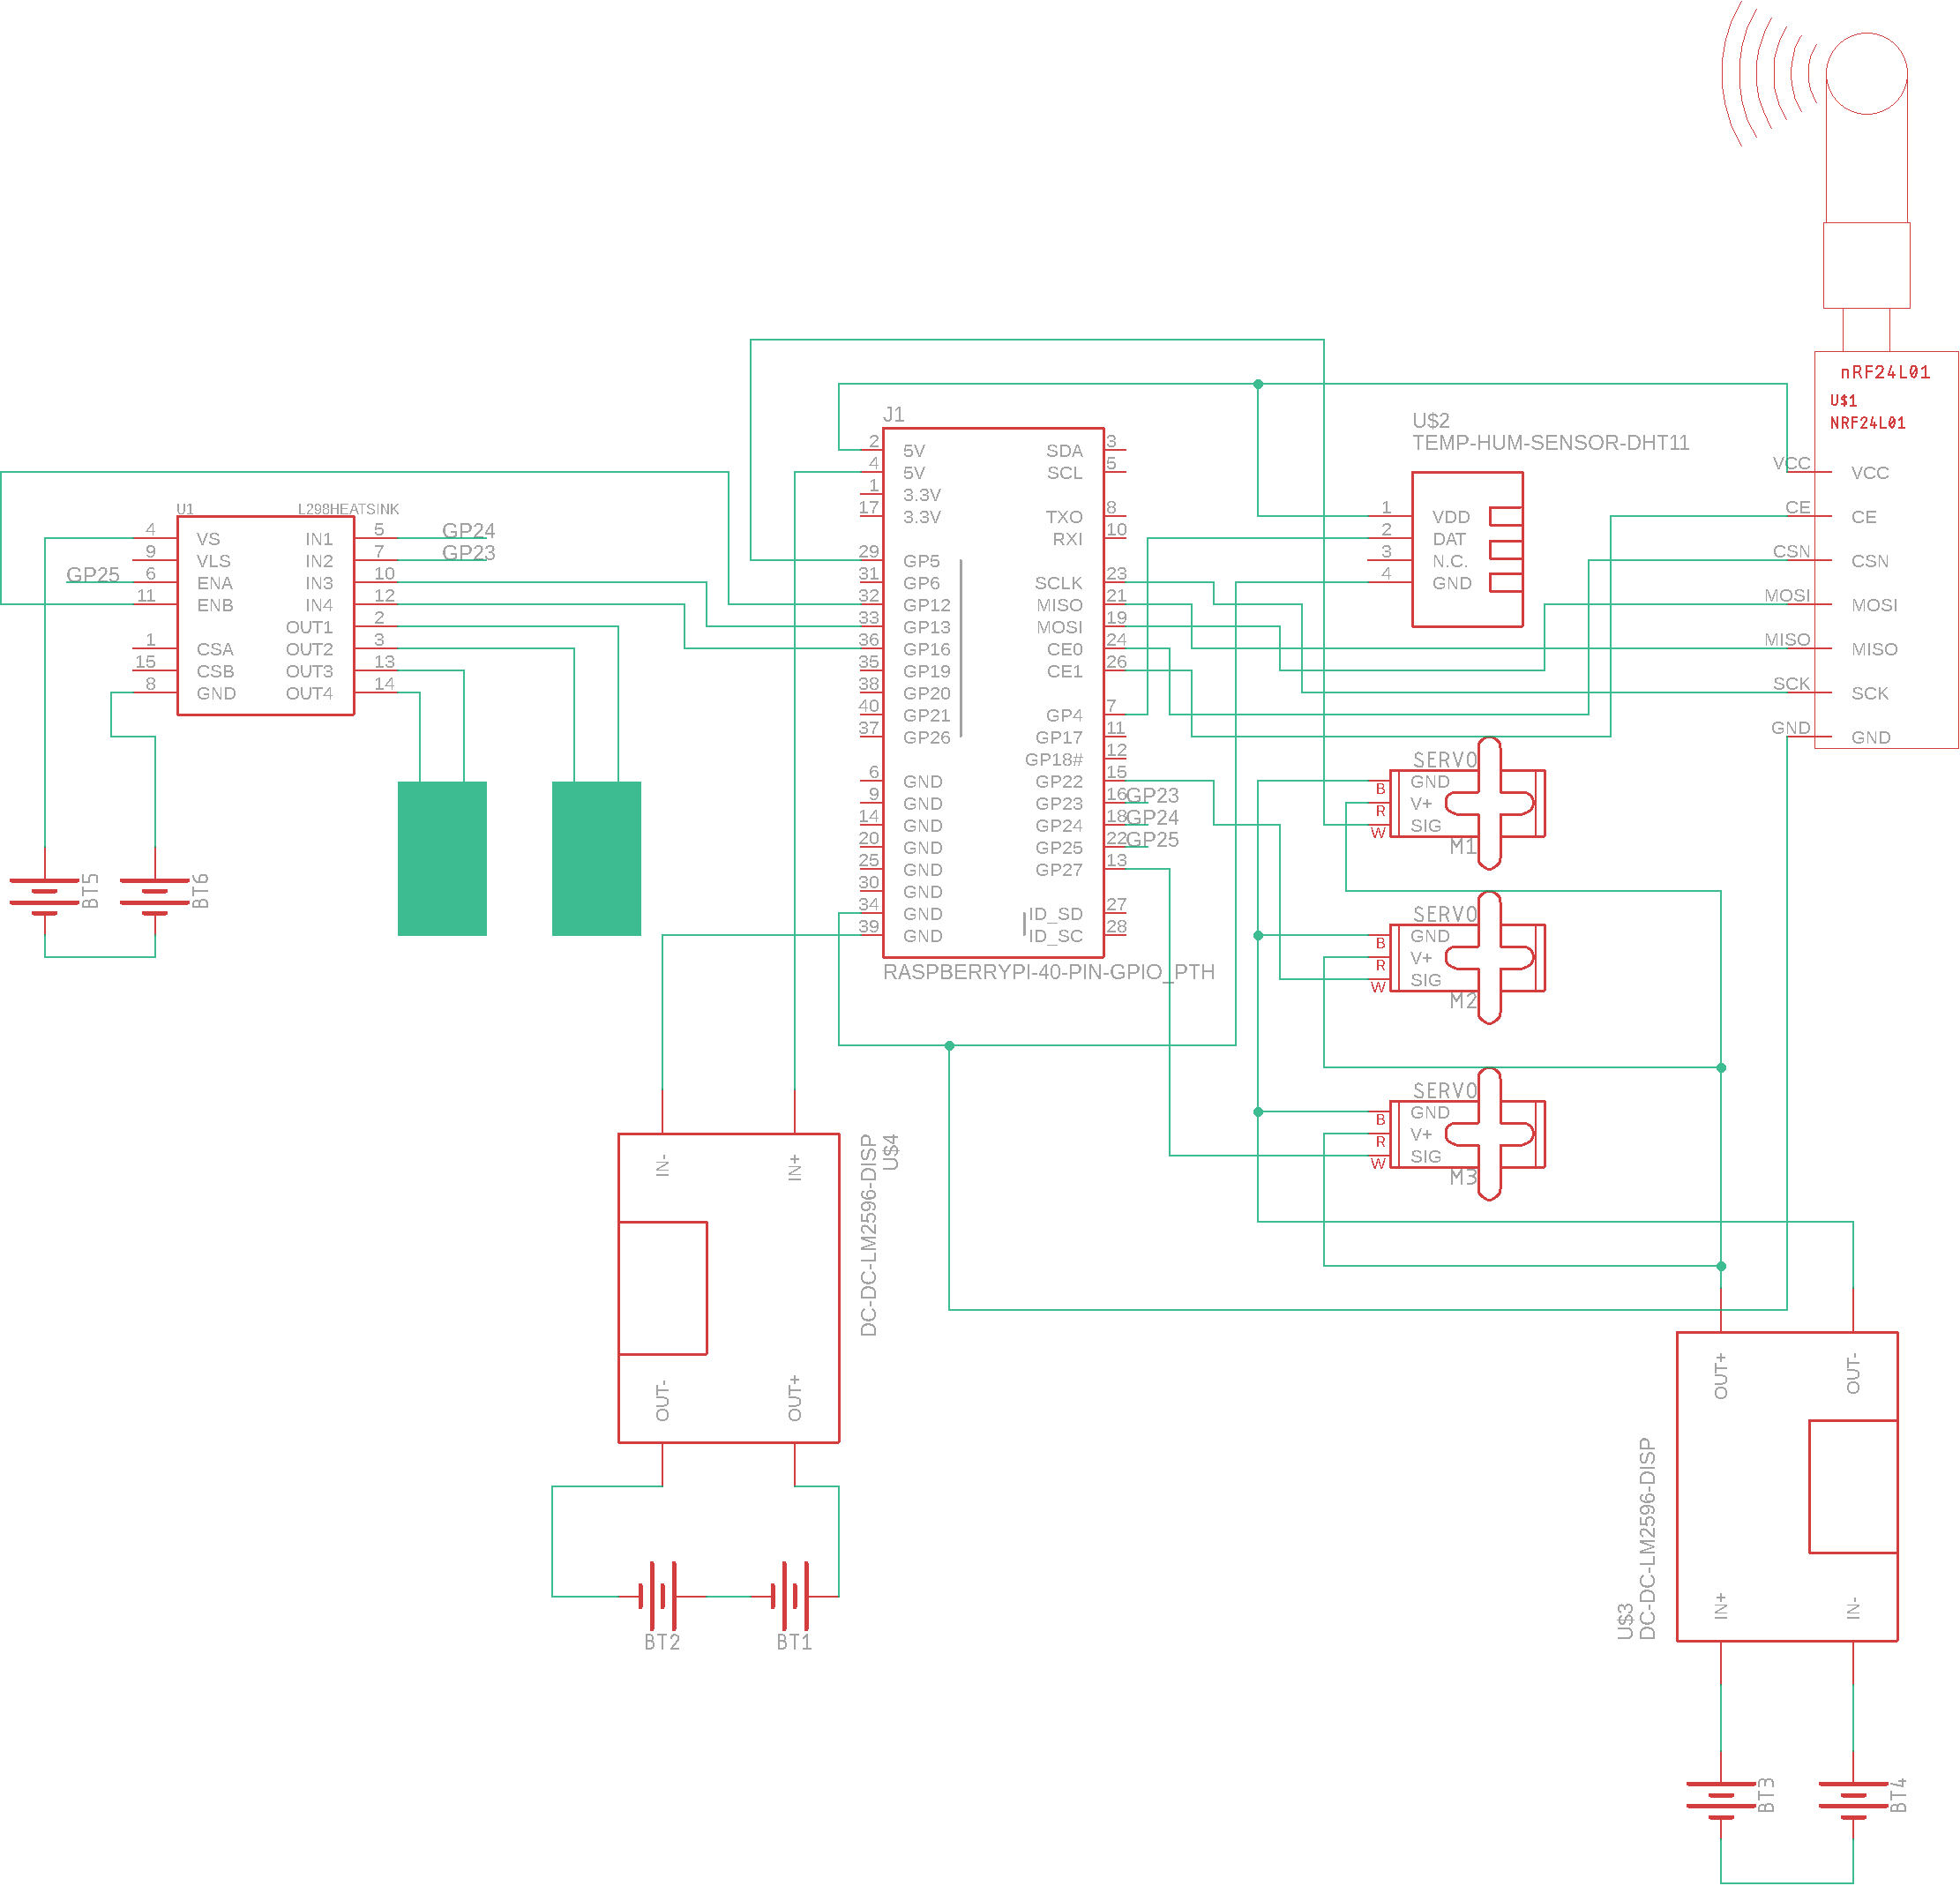 nRF24L01
U$1
NRF24L01
VCC VCC
CE CE
CSN CSN
MOSI MOSI
MISO MISO
SCK SCK
GND GND
U$2
TEMP-HUM-SENSOR-DHT11
1 VDD
2 DAT
3 N.C.
4 GND
J1
2 5V SDA 3
4 5V SCL 5
1 3.3V
17 3.3V TXO 8
RXI 10
29 GP5
31 GP6 SCLK 23
32 GP12 MISO 21
33 GP13 MOSI 19
36 GP16 CE0 24
35 GP19 CE1 26
38 GP20
40 GP21 GP4 7
37 GP26 GP17 11
GP18# 12
6 GND GP22 15
9 GND GP23 16 GP23
14 GND GP24 18 GP24
20 GND GP25 22 GP25
25 GND GP27 13
30 GND
34 GND ID_SD 27
39 GND ID_SC 28
RASPBERRYPI-40-PIN-GPIO_PTH
U1 L298HEATSINK
4 VS IN1 5 GP24
9 VLS IN2 7 GP23
GP25 6 ENA IN3 10
11 ENB IN4 12
OUT1 2
1 CSA OUT2 3
15 CSB OUT3 13
8 GND OUT4 14
BT5
BT6
SERVO
B GND
R V+
W SIG
M1
SERVO
B GND
R V+
W SIG
M2
SERVO
B GND
R V+
W SIG
M3
IN- IN+
DC-DC-LM2596-DISP
U$4
OUT- OUT+
BT2 BT1
OUT+ OUT-
U$3
DC-DC-LM2596-DISP
IN+ IN-
BT3
BT4